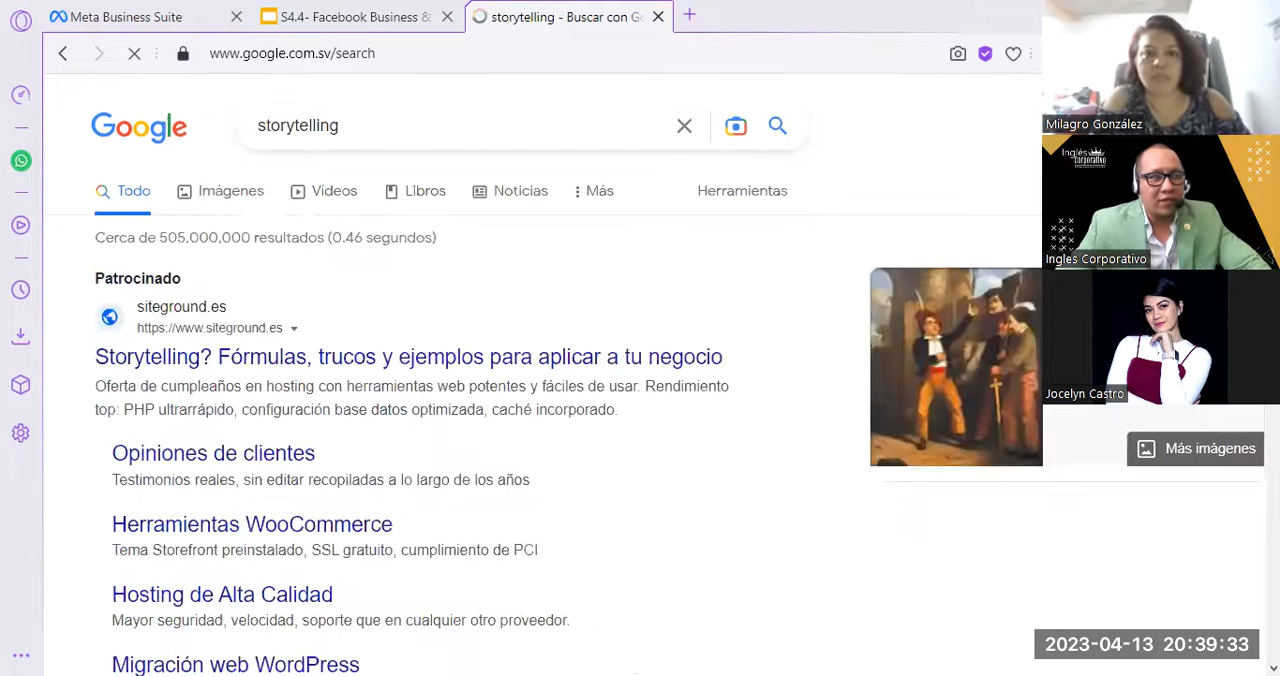 Meta Business Suite
S4.4- Facebook Business &
storytelling - Buscar con Go
www.google.com.sv/search
Google
storytelling
Todo
Imágenes
Videos
Libros
Noticias
Más
Herramientas
Cerca de 505,000,000 resultados (0.46 segundos)
Patrocinado
siteground.es
https://www.siteground.es
Storytelling? Fórmulas, trucos y ejemplos para aplicar a tu negocio
Oferta de cumpleaños en hosting con herramientas web potentes y fáciles de usar. Rendimiento
top: PHP ultrarrápido, configuración base datos optimizada, caché incorporado.
Opiniones de clientes
Testimonios reales, sin editar recopiladas a lo largo de los años
Herramientas WooCommerce
Tema Storefront preinstalado, SSL gratuito, cumplimiento de PCI
Hosting de Alta Calidad
Mayor seguridad, velocidad, soporte que en cualquier otro proveedor.
Migración web WordPress
Milagro González
Inglés
Corporativo
Ingles Corporativo
Jocelyn Castro
Más imágenes
2023-04-13 20:39:33